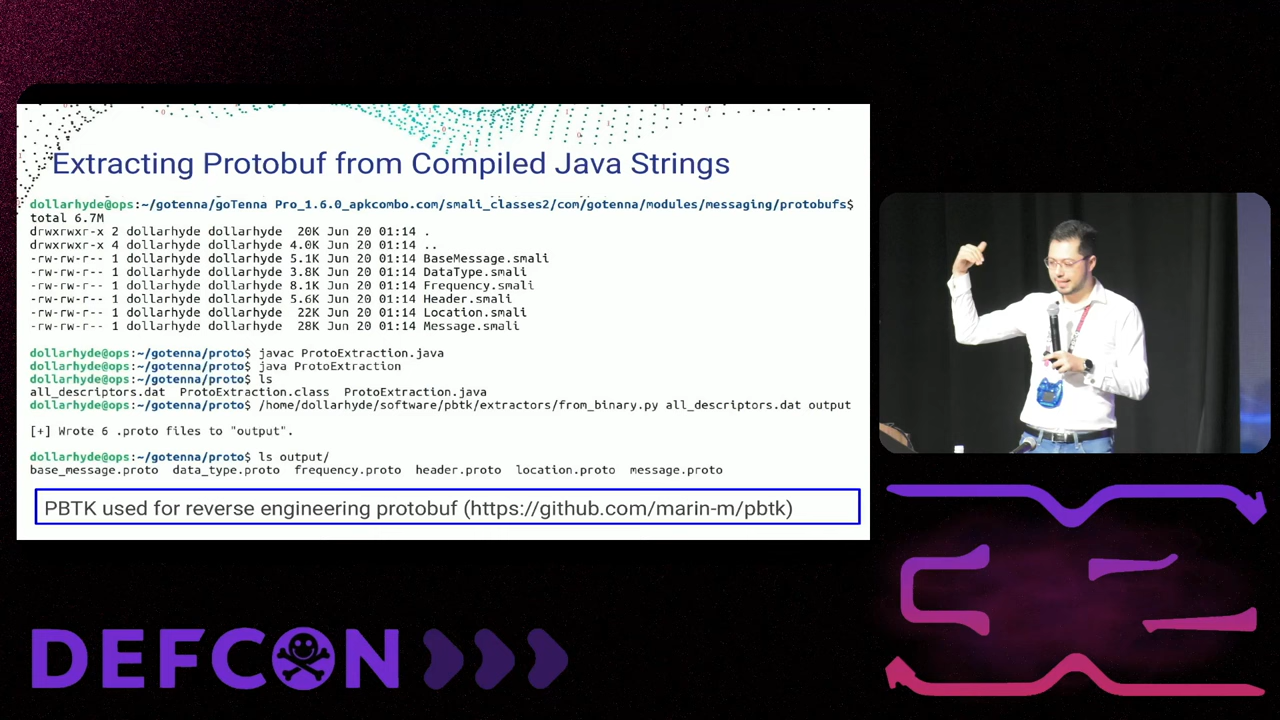 Extracting Protobuf from Compiled Java Strings
dollarhyde@ops:~/gotenna/goTenna Pro_1.6.0_apkcombo.com/smali_classes2/com/gotenna/modules/messaging/protobufs$
total 6.7M
drwxrwxr-x 2 dollarhyde dollarhyde 20K Jun 20 01:14 .
drwxrwxr-x 4 dollarhyde dollarhyde 4.0K Jun 20 01:14 ..
-rw-rw-r-- 1 dollarhyde dollarhyde 5.1K Jun 20 01:14 BaseMessage.smali
-rw-rw-r-- 1 dollarhyde dollarhyde 3.8K Jun 20 01:14 DataType.smali
-rw-rw-r-- 1 dollarhyde dollarhyde 8.1K Jun 20 01:14 Frequency.smali
-rw-rw-r-- 1 dollarhyde dollarhyde 5.6K Jun 20 01:14 Header.smali
-rw-rw-r-- 1 dollarhyde dollarhyde 22K Jun 20 01:14 Location.smali
-rw-rw-r-- 1 dollarhyde dollarhyde 28K Jun 20 01:14 Message.smali
dollarhyde@ops:~/gotenna/proto$ javac ProtoExtraction.java
dollarhyde@ops:~/gotenna/proto$ java ProtoExtraction
dollarhyde@ops:~/gotenna/proto$ ls
all_descriptors.dat ProtoExtraction.class ProtoExtraction.java
dollarhyde@ops:~/gotenna/proto$ /home/dollarhyde/software/pbtk/extractors/from_binary.py all_descriptors.dat output
[+] Wrote 6 .proto files to "output".
dollarhyde@ops:~/gotenna/proto$ ls output/
base_message.proto data_type.proto frequency.proto header.proto location.proto message.proto
PBTK used for reverse engineering protobuf (https://github.com/marin-m/pbtk)
DEFCON